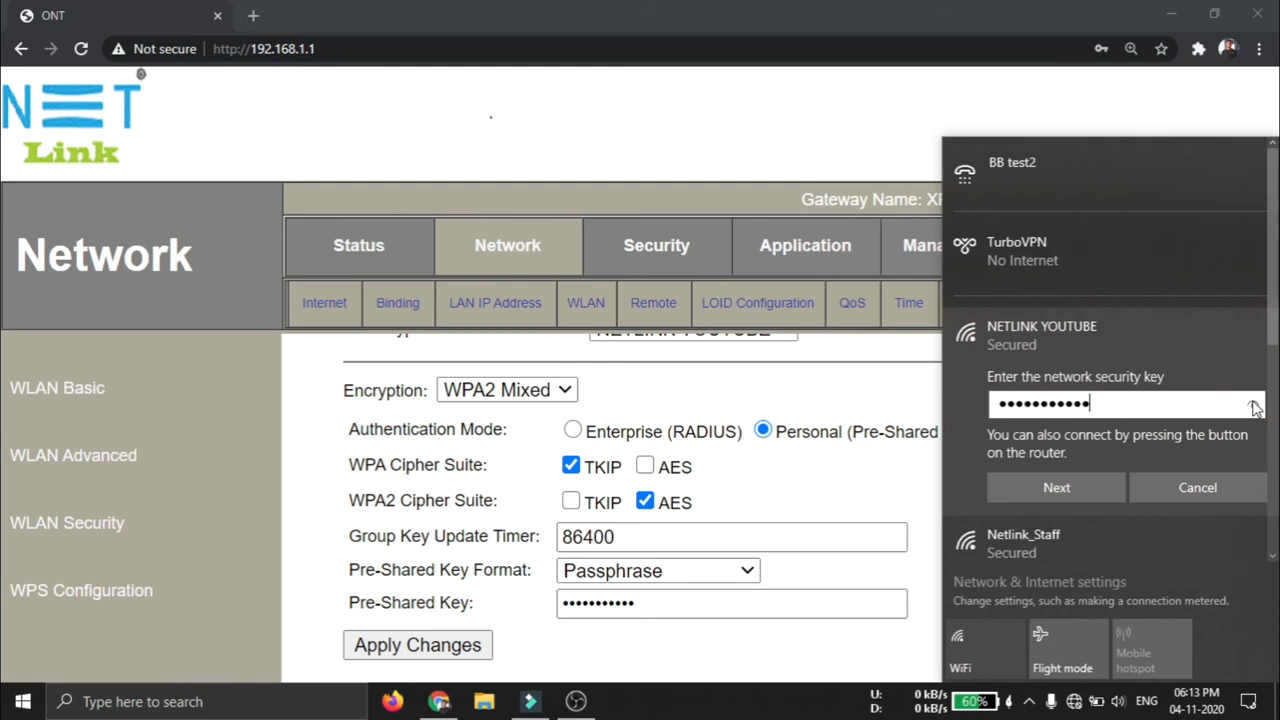 ONT
Not secure
http://192.168.1.1
NET
Link
Network
Gateway Name:
Status
Network
Security
Application
Internet
Binding
LAN IP Address
WLAN
Remote
LOID Configuration
QoS
Time
WLAN Basic
WLAN Advanced
WLAN Security
WPS Configuration
Encryption: WPA2 Mixed
Authentication Mode: Enterprise (RADIUS) Personal (Pre-Shared
WPA Cipher Suite: TKIP AES
WPA2 Cipher Suite: TKIP AES
Group Key Update Timer: 86400
Pre-Shared Key Format: Passphrase
Pre-Shared Key: •••••••••••
Apply Changes
BB test2
TurboVPN
No Internet
NETLINK YOUTUBE
Secured
Enter the network security key
•••••••••••
You can also connect by pressing the button
on the router.
Next
Cancel
Netlink_Staff
Secured
Network & Internet settings
Change settings, such as making a connection metered.
WiFi
Flight mode
Mobile
hotspot
Type here to search
U: 0 kB/s
D: 0 kB/s
60%
ENG
06:13 PM
04-11-2020